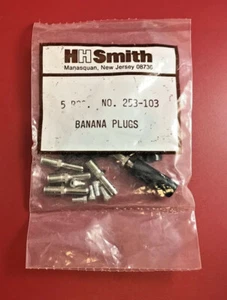 HHSmith
Manasquan, New Jersey 08736
5 NO. 253-103
BANANA PLUGS